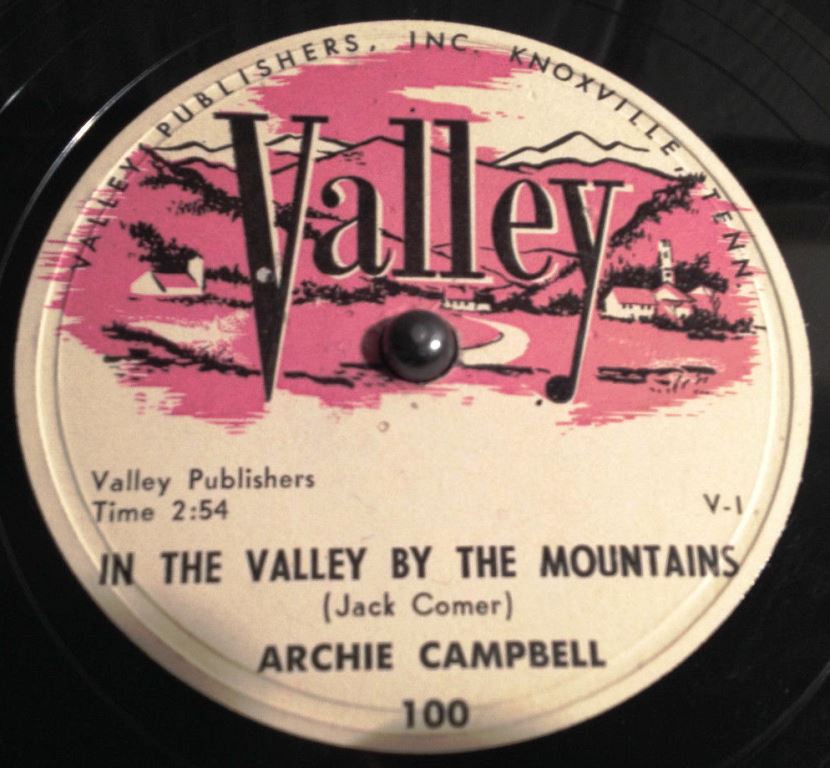 VALLEY PUBLISHERS, INC. KNOXVILLE, TENN
Valley
Valley Publishers
Time 2:54
V-1
IN THE VALLEY BY THE MOUNTAINS
(Jack Comer)
ARCHIE CAMPBELL
100